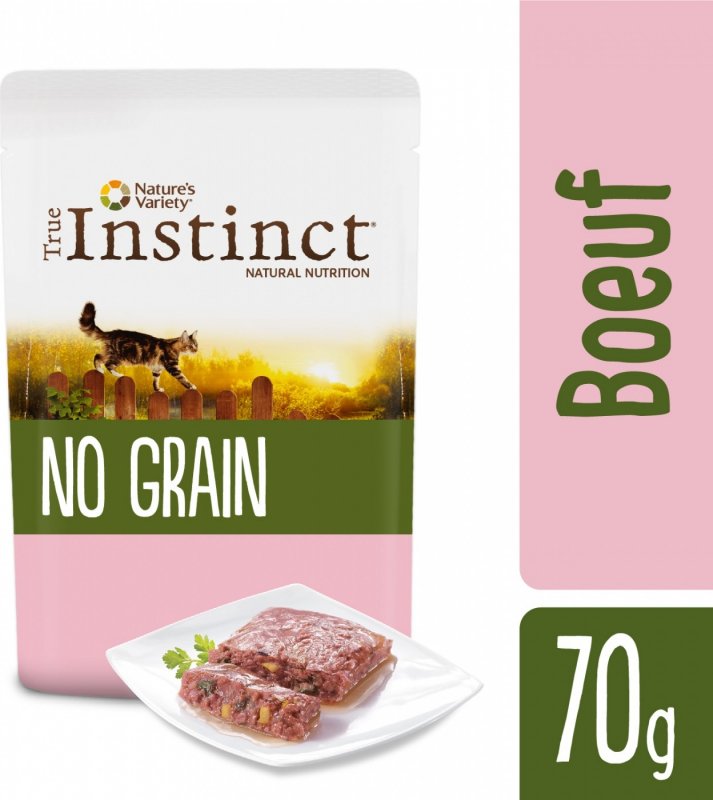 Nature's
Variety®
True
Instinct®
NATURAL NUTRITION
NO GRAIN
Boeuf
70g